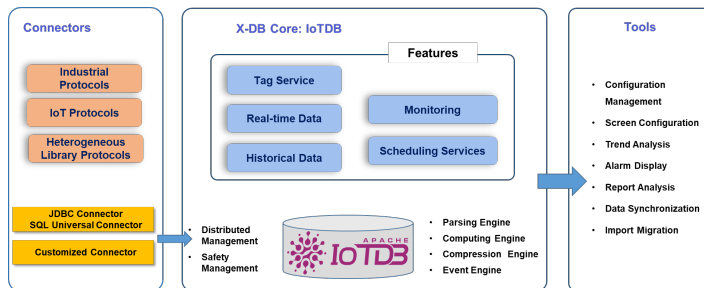 Connectors
Industrial
Protocols
IoT Protocols
Heterogeneous
Library Protocols
JDBC Connector
SQL Universal Connector
Customized Connector
X-DB Core: IoTDB
Features
Tag Service
Real-time Data
Historical Data
Monitoring
Scheduling Services
• Distributed
Management
• Safety
Management
APACHE
IoTDB
• Parsing Engine
• Computing Engine
• Compression Engine
• Event Engine
Tools
• Configuration
Management
• Screen Configuration
• Trend Analysis
• Alarm Display
• Report Analysis
• Data Synchronization
• Import Migration